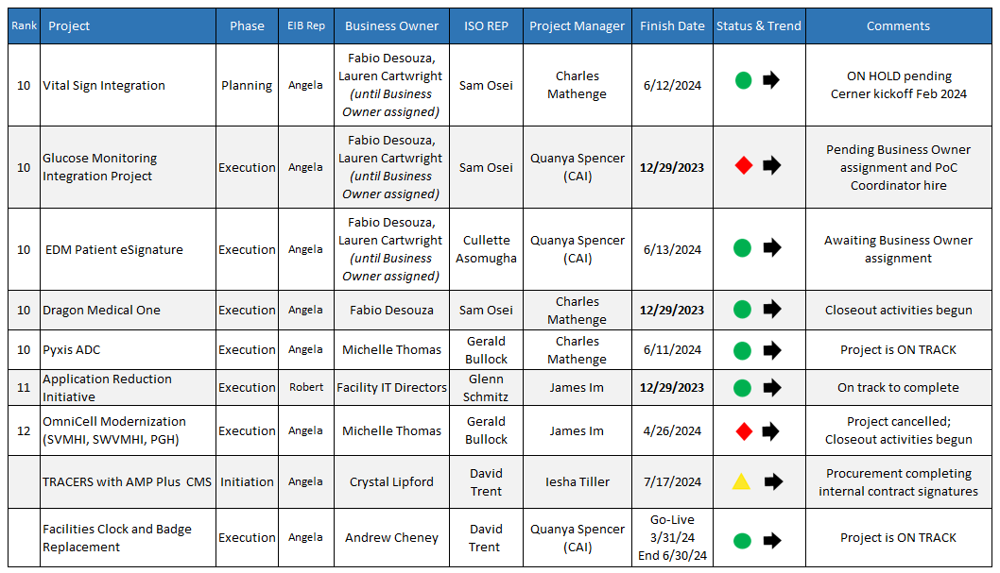 Rank Project Phase EIB Rep Business Owner ISO REP Project Manager Finish Date Status & Trend Comments
10 Vital Sign Integration Planning Angela Fabio Desouza,
Lauren Cartwright
(until Business
Owner assigned) Sam Osei Charles
Mathenge 6/12/2024 ON HOLD pending
Cerner kickoff Feb 2024
10 Glucose Monitoring
Integration Project Execution Angela Fabio Desouza,
Lauren Cartwright
(until Business
Owner assigned) Sam Osei Quanya Spencer
(CAI) 12/29/2023 Pending Business Owner
assignment and PoC
Coordinator hire
10 EDM Patient eSignature Execution Angela Fabio Desouza,
Lauren Cartwright
(until Business
Owner assigned) Cullette
Asomugha Quanya Spencer
(CAI) 6/13/2024 Awaiting Business Owner
assignment
10 Dragon Medical One Execution Angela Fabio Desouza Sam Osei Charles
Mathenge 12/29/2023 Closeout activities begun
10 Pyxis ADC Execution Angela Michelle Thomas Gerald
Bullock Charles
Mathenge 6/11/2024 Project is ON TRACK
11 Application Reduction
Initiative Execution Robert Facility IT Directors Glenn
Schmitz James Im 12/29/2023 On track to complete
12 OmniCell Modernization
(SVMHI, SWVMHI, PGH) Execution Angela Michelle Thomas Gerald
Bullock James Im 4/26/2024 Project cancelled;
Closeout activities begun
TRACERS with AMP Plus CMS Initiation Angela Crystal Lipford David
Trent Iesha Tiller 7/17/2024 Procurement completing
internal contract signatures
Facilities Clock and Badge
Replacement Execution Angela Andrew Cheney David
Trent Quanya Spencer
(CAI) Go-Live
3/31/24
End 6/30/24 Project is ON TRACK